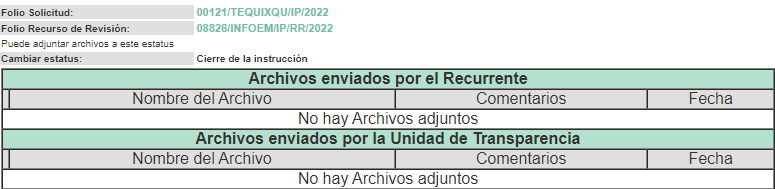 Folio Solicitud: 00121/TEQUIXQU/IP/2022
Folio Recurso de Revisión: 08826/INFOEM/IP/RR/2022
Puede adjuntar archivos a este estatus
Cambiar estatus: Cierre de la instrucción
Archivos enviados por el Recurrente
Nombre del Archivo Comentarios Fecha
No hay Archivos adjuntos
Archivos enviados por la Unidad de Transparencia
Nombre del Archivo Comentarios Fecha
No hay Archivos adjuntos